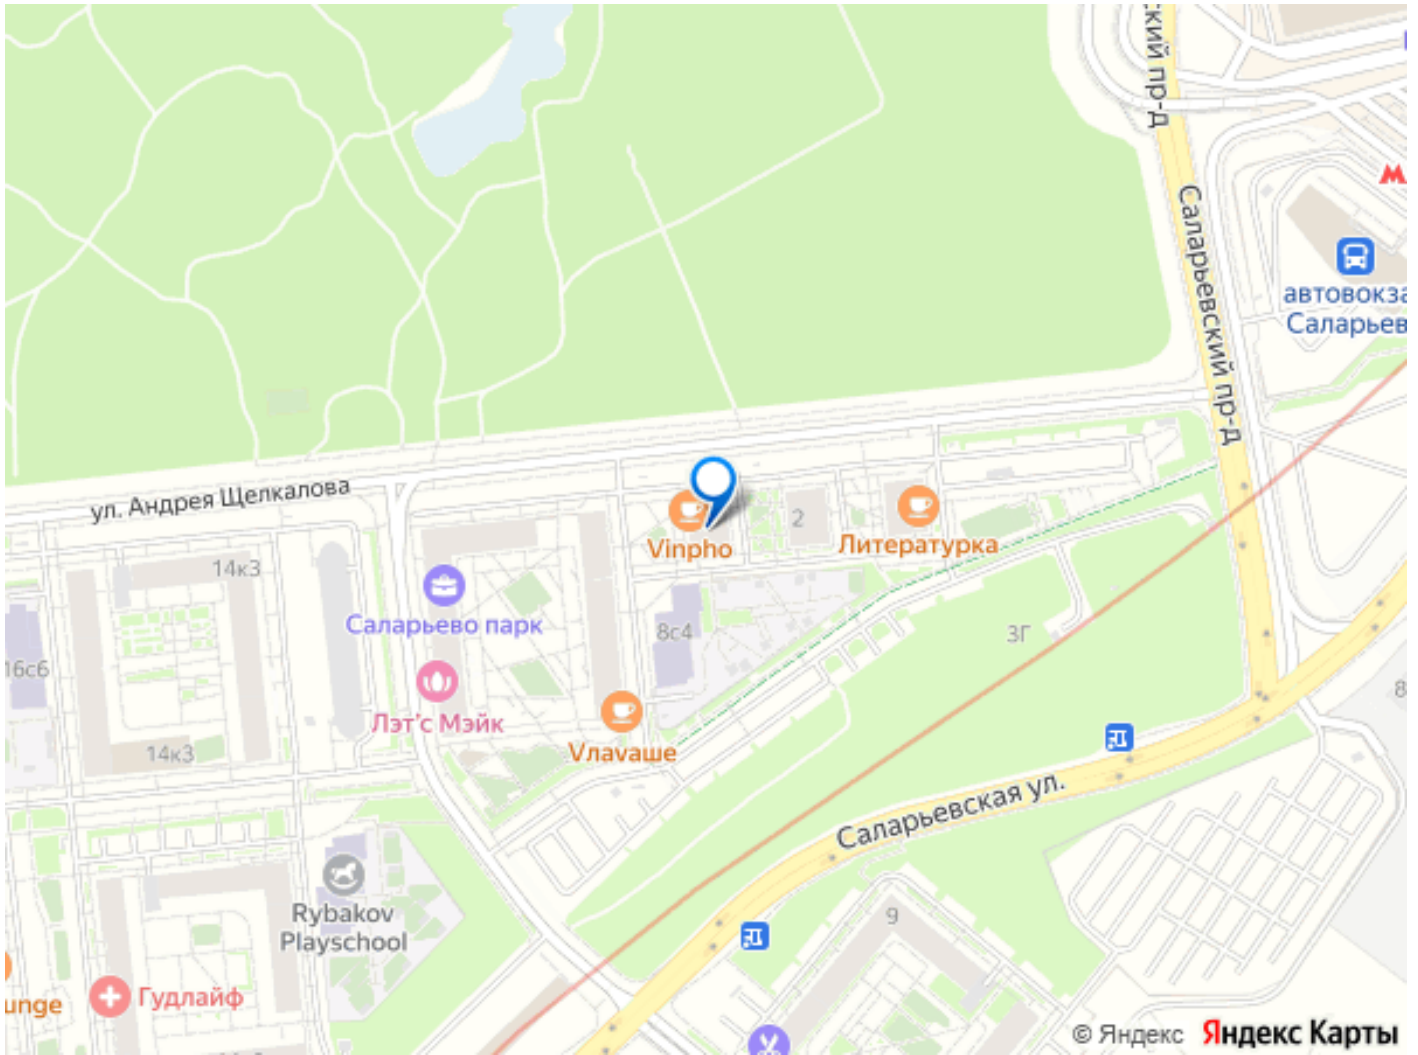 ский пр-д
Саларьевский пр-д
автовокза
Саларьев
ул. Андрея Щелкалова
Vinpho
2
Литературка
14к3
Саларьево парк
8с4
3Г
16с6
8
Лэт'с Мэйк
Vлаvаше
14к3
Саларьевская ул.
Rybakov
Playschool
9
unge
Гудлайф
© Яндекс Яндекс Карты